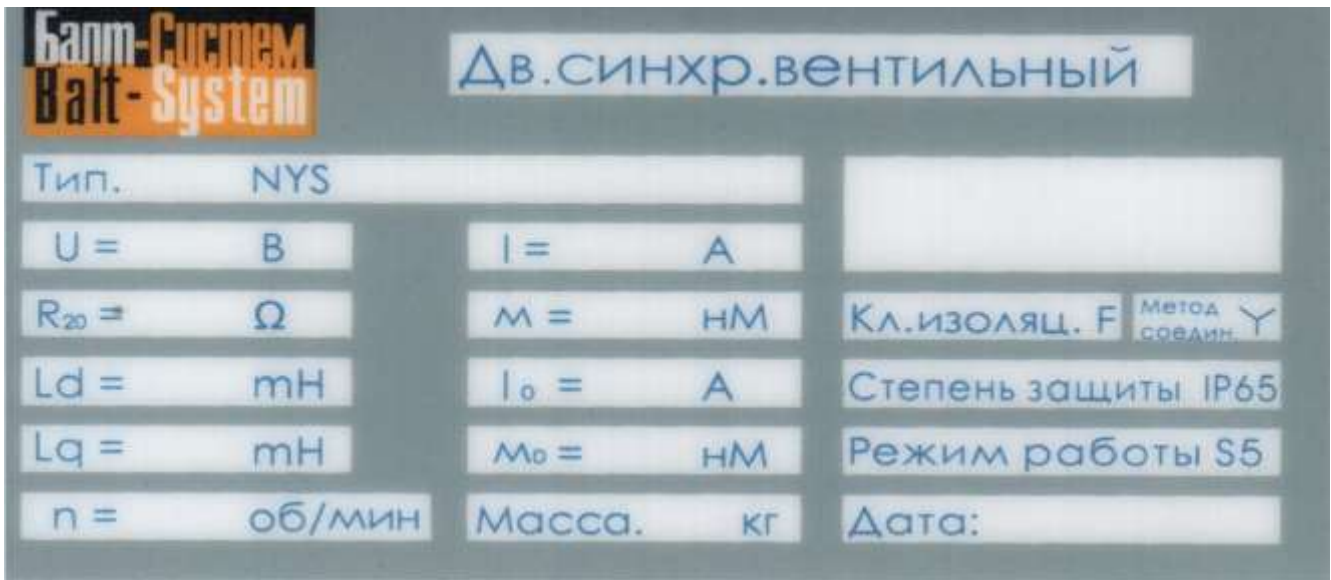 Балт-Систем
Balt-System
Дв.синхр.вентильный
Тип. NYS
U = В I = А
R₂₀ = Ω м = нМ Кл.изоляц. F Метод соедин. Y
Ld = mH I₀ = А Степень защиты IP65
Lq = mH м₀ = нМ Режим работы S5
n = об/мин Масса. кг Дата: